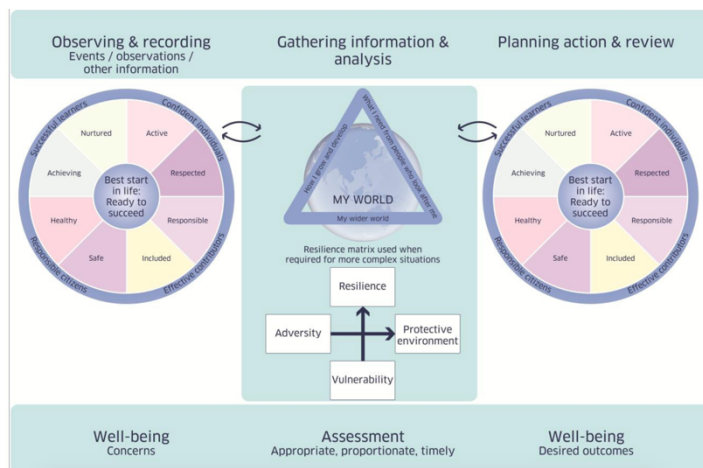 Observing & recording
Events / observations /
other information
Gathering information &
analysis
Planning action & review
Successful learners
Confident individuals
Nurtured
Active
Achieving
Respected
Best start
in life:
Ready to
succeed
Healthy
Responsible
Safe
Included
Responsible citizens
Effective contributors
How I grow and develop
What I need from people who look after me
MY WORLD
My wider world
Resilience matrix used when
required for more complex situations
Resilience
Adversity
Protective
environment
Vulnerability
Successful learners
Confident individuals
Nurtured
Active
Achieving
Respected
Best start
in life:
Ready to
succeed
Healthy
Responsible
Safe
Included
Responsible citizens
Effective contributors
Well-being
Concerns
Assessment
Appropriate, proportionate, timely
Well-being
Desired outcomes